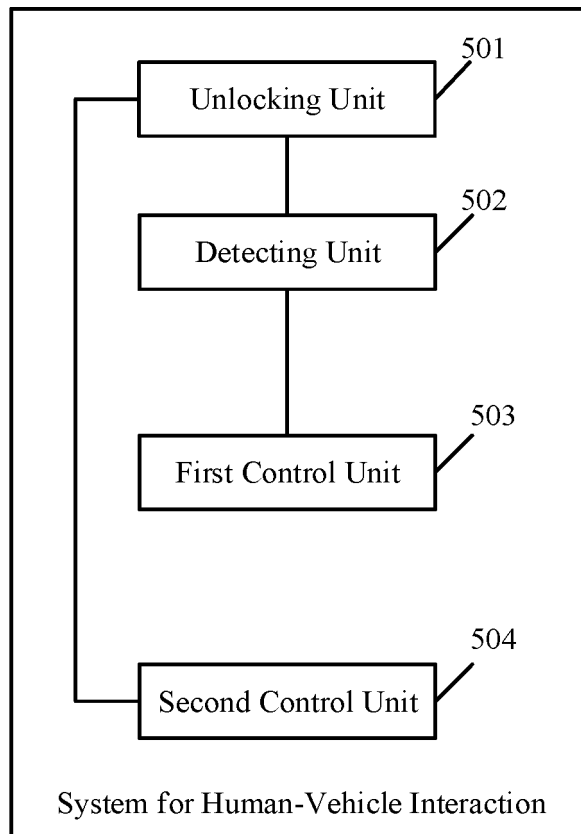 501
Unlocking Unit
502
Detecting Unit
503
First Control Unit
504
Second Control Unit
System for Human-Vehicle Interaction